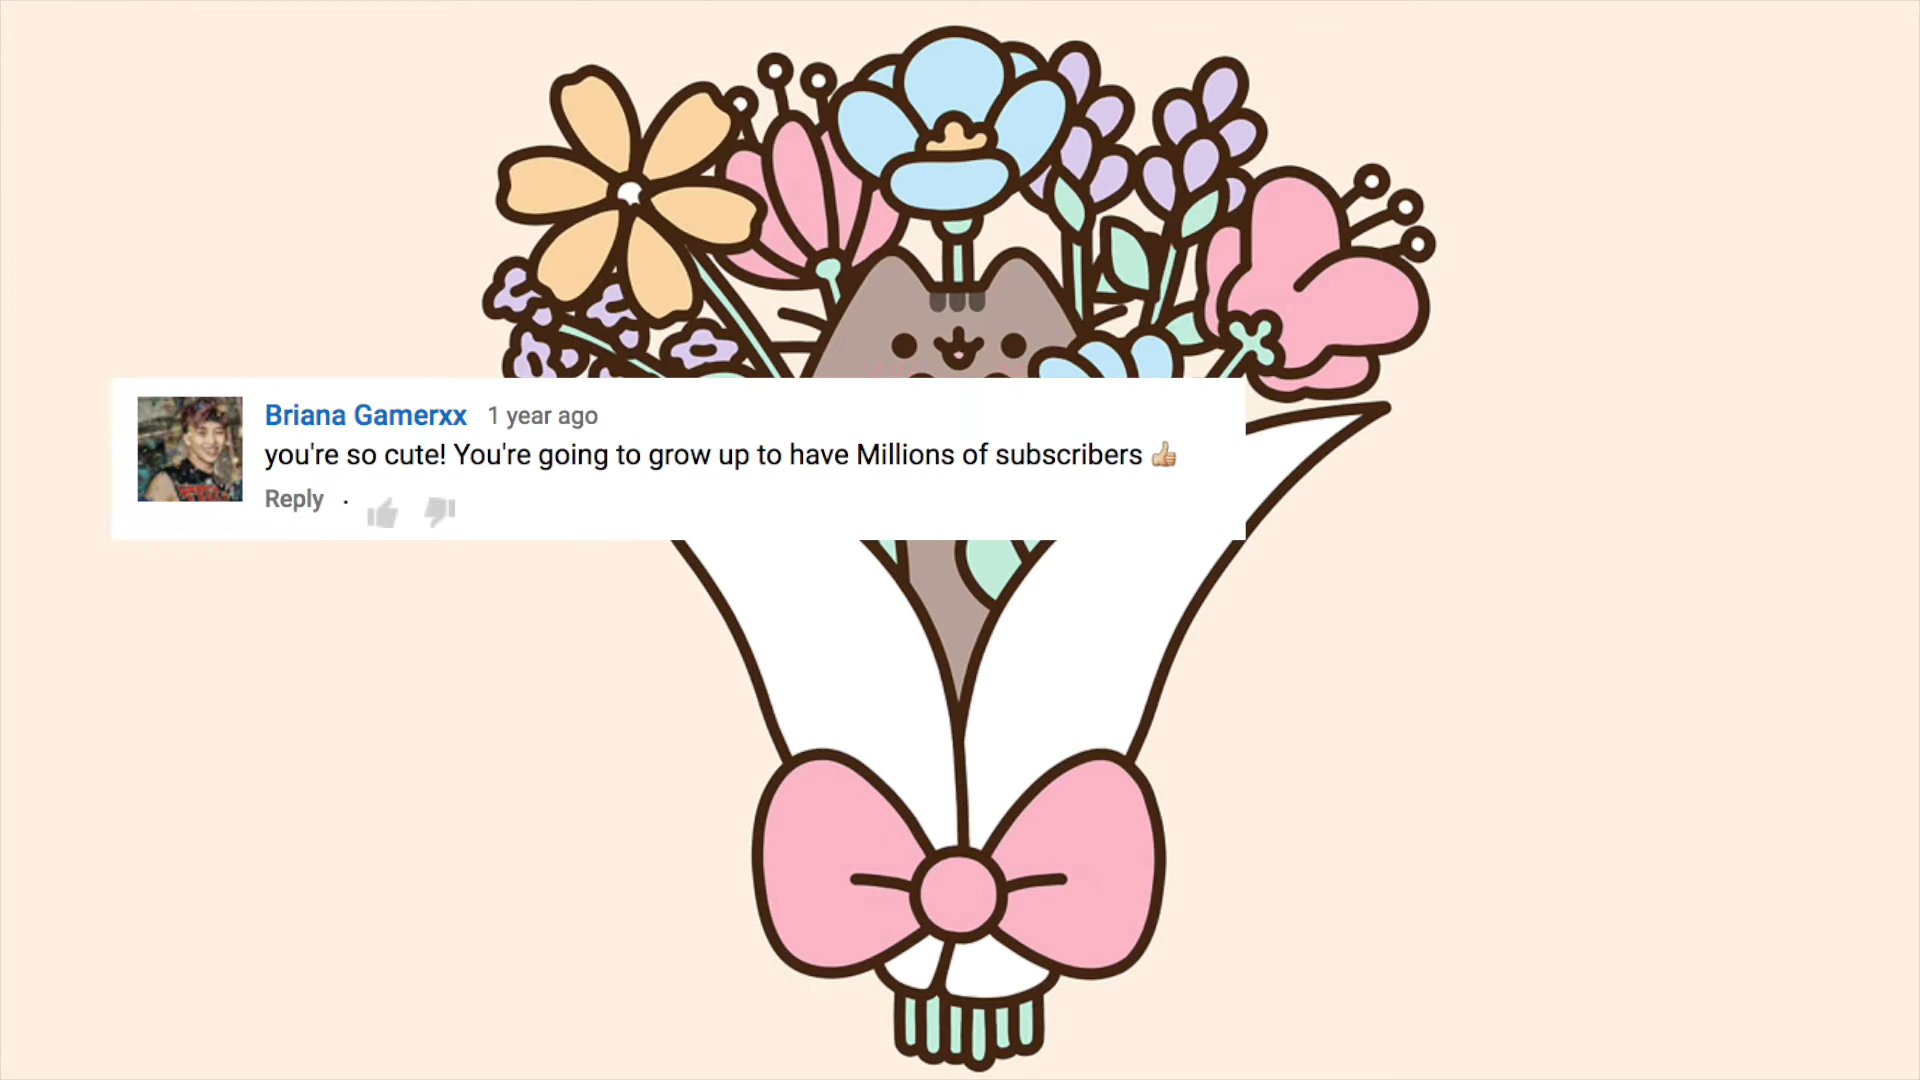 Briana Gamerxx 1 year ago
you're so cute! You're going to grow up to have Millions of subscribers 👍🏼
Reply ·